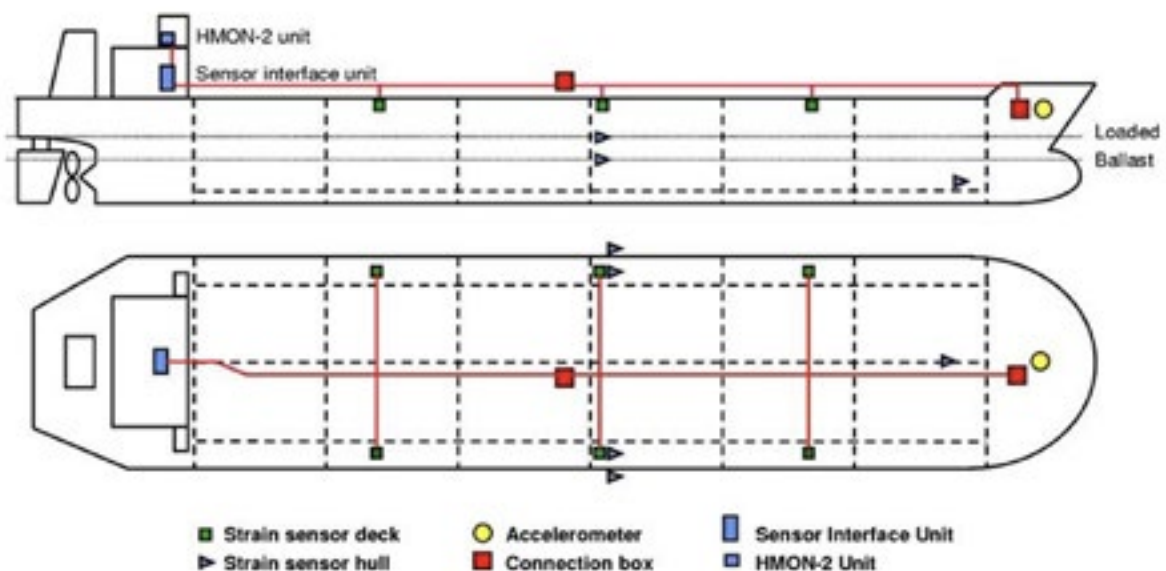 HMON-2 unit
Sensor interface unit
Loaded
Ballast
Strain sensor deck
Accelerometer
Sensor Interface Unit
Strain sensor hull
Connection box
HMON-2 Unit